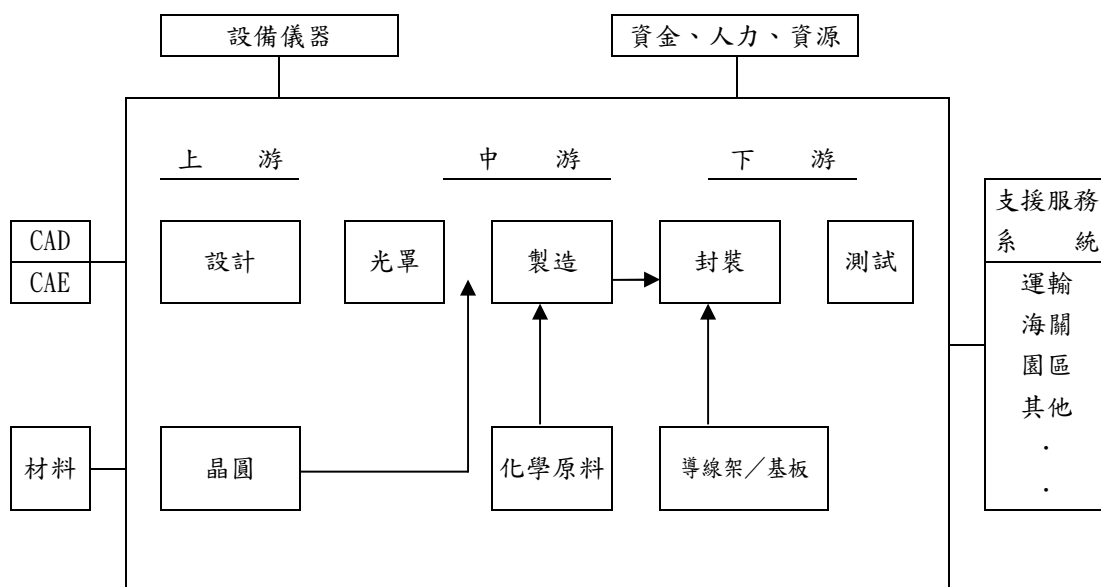 設備儀器
資金、人力、資源
上 游
中 游
下 游
CAD
CAE
設計
光罩
製造
封裝
測試
支援服務
系 統
運輸
海關
園區
其他
.
.
材料
晶圓
化學原料
導線架／基板